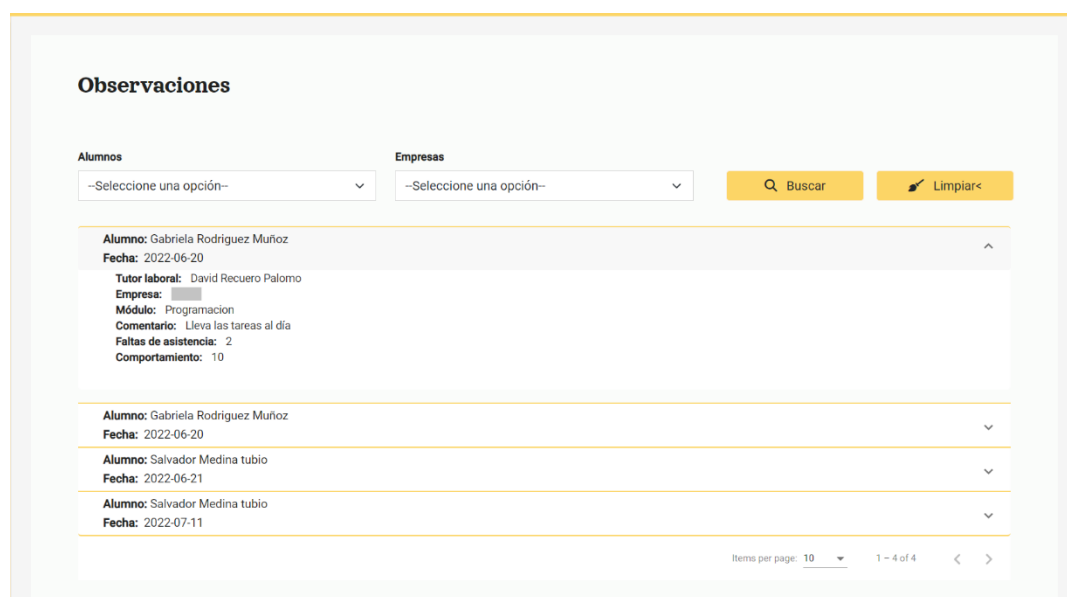 Observaciones
Alumnos Empresas
--Seleccione una opción-- --Seleccione una opción-- Buscar Limpiar<
Alumno: Gabriela Rodriguez Muñoz
Fecha: 2022-06-20
Tutor laboral: David Recuero Palomo
Empresa:
Módulo: Programacion
Comentario: Lleva las tareas al día
Faltas de asistencia: 2
Comportamiento: 10
Alumno: Gabriela Rodriguez Muñoz
Fecha: 2022-06-20
Alumno: Salvador Medina tubio
Fecha: 2022-06-21
Alumno: Salvador Medina tubio
Fecha: 2022-07-11
Items per page: 10 1 – 4 of 4